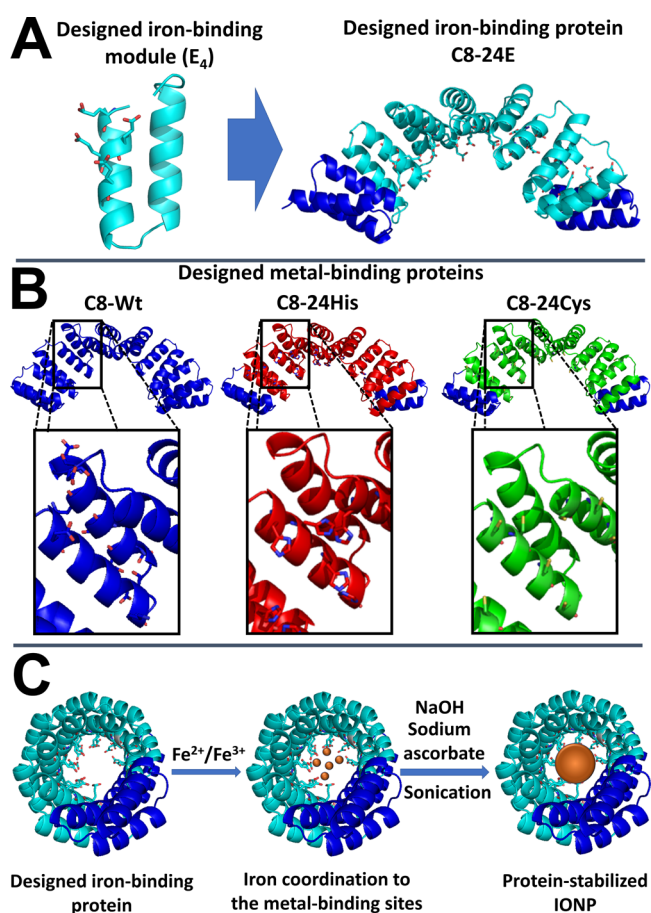 A
Designed iron-binding
module (E₄)
Designed iron-binding protein
C8-24E
B
Designed metal-binding proteins
C8-Wt
C8-24His
C8-24Cys
C
Fe²⁺/Fe³⁺
NaOH
Sodium
ascorbate
Sonication
Designed iron-binding
protein
Iron coordination to
the metal-binding sites
Protein-stabilized
IONP